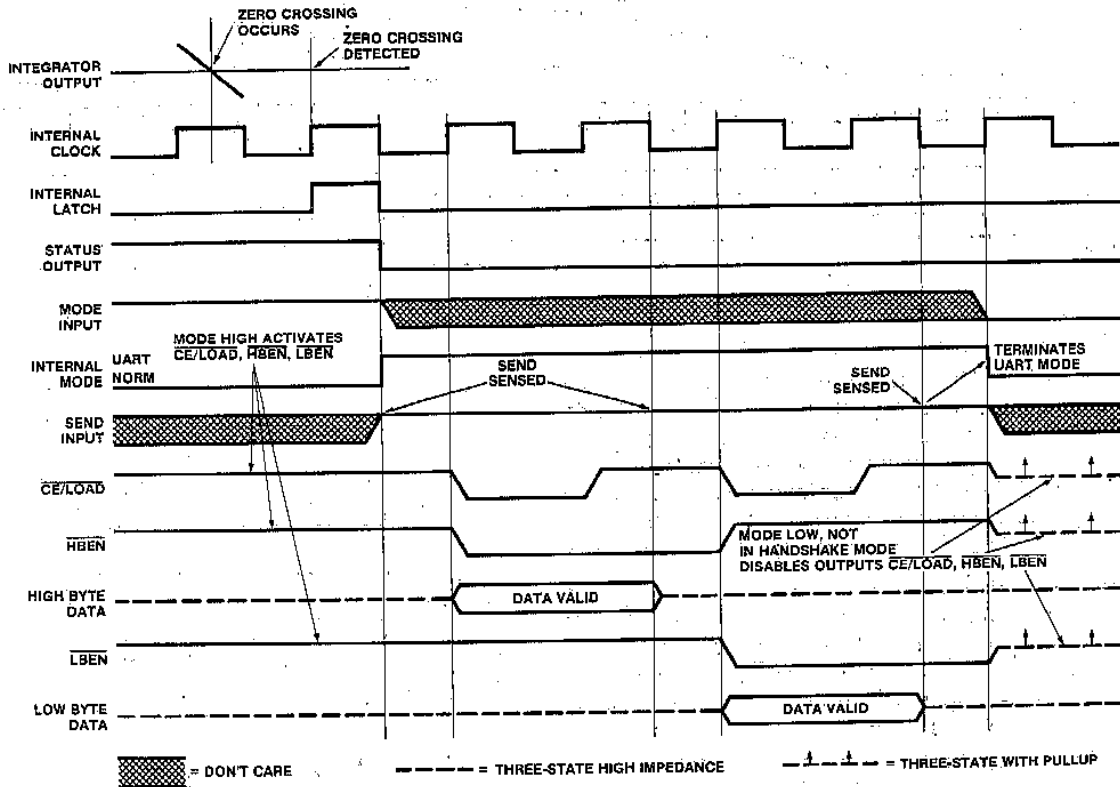 ZERO CROSSING
OCCURS
ZERO CROSSING
DETECTED
INTEGRATOR
OUTPUT
INTERNAL
CLOCK
INTERNAL
LATCH
STATUS
OUTPUT
MODE
INPUT
MODE HIGH ACTIVATES
CE/LOAD, HBEN, LBEN
INTERNAL
MODE
UART
NORM
SEND
SENSED
SEND
SENSED
TERMINATES
UART MODE
SEND
INPUT
CE/LOAD
HBEN
MODE LOW, NOT
IN HANDSHAKE MODE
DISABLES OUTPUTS CE/LOAD, HBEN, LBEN
HIGH BYTE
DATA
DATA VALID
LBEN
LOW BYTE
DATA
DATA VALID
= DON'T CARE
= THREE-STATE HIGH IMPEDANCE
= THREE-STATE WITH PULLUP